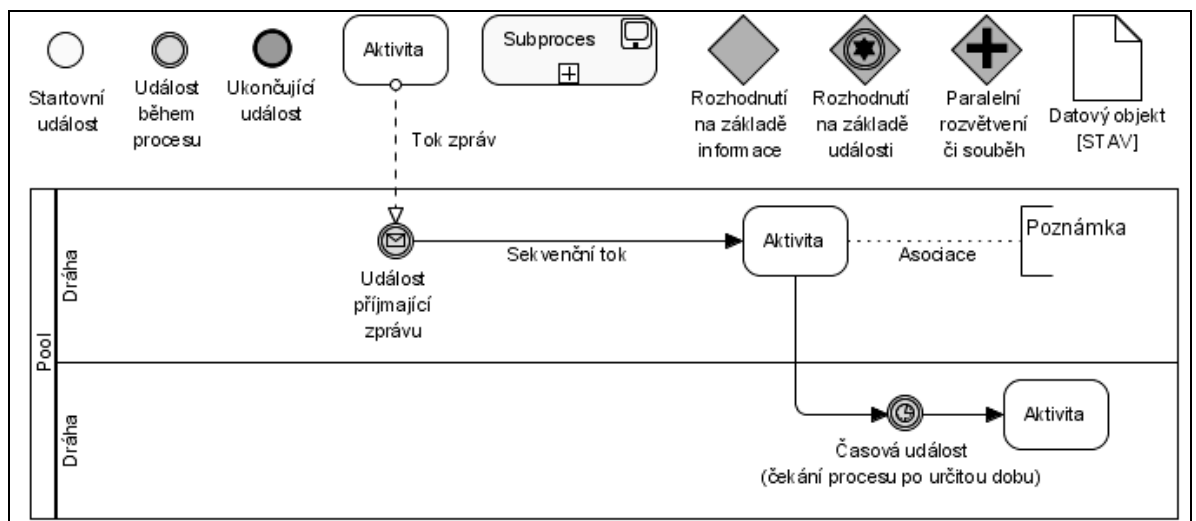 Startovní
událost
Událost
během
procesu
Ukončující
událost
Aktivita
Subproces
Rozhodnutí
na základě
informace
Rozhodnutí
na základě
události
Paralelní
rozvětvení
či souběh
Datový objekt
[STAV]
Tok zpráv
Pool
Dráha
Událost
příjmající
zprávu
Sekvenční tok
Aktivita
Asociace
Poznámka
Dráha
Časová událost
(čekání procesu po určitou dobu)
Aktivita